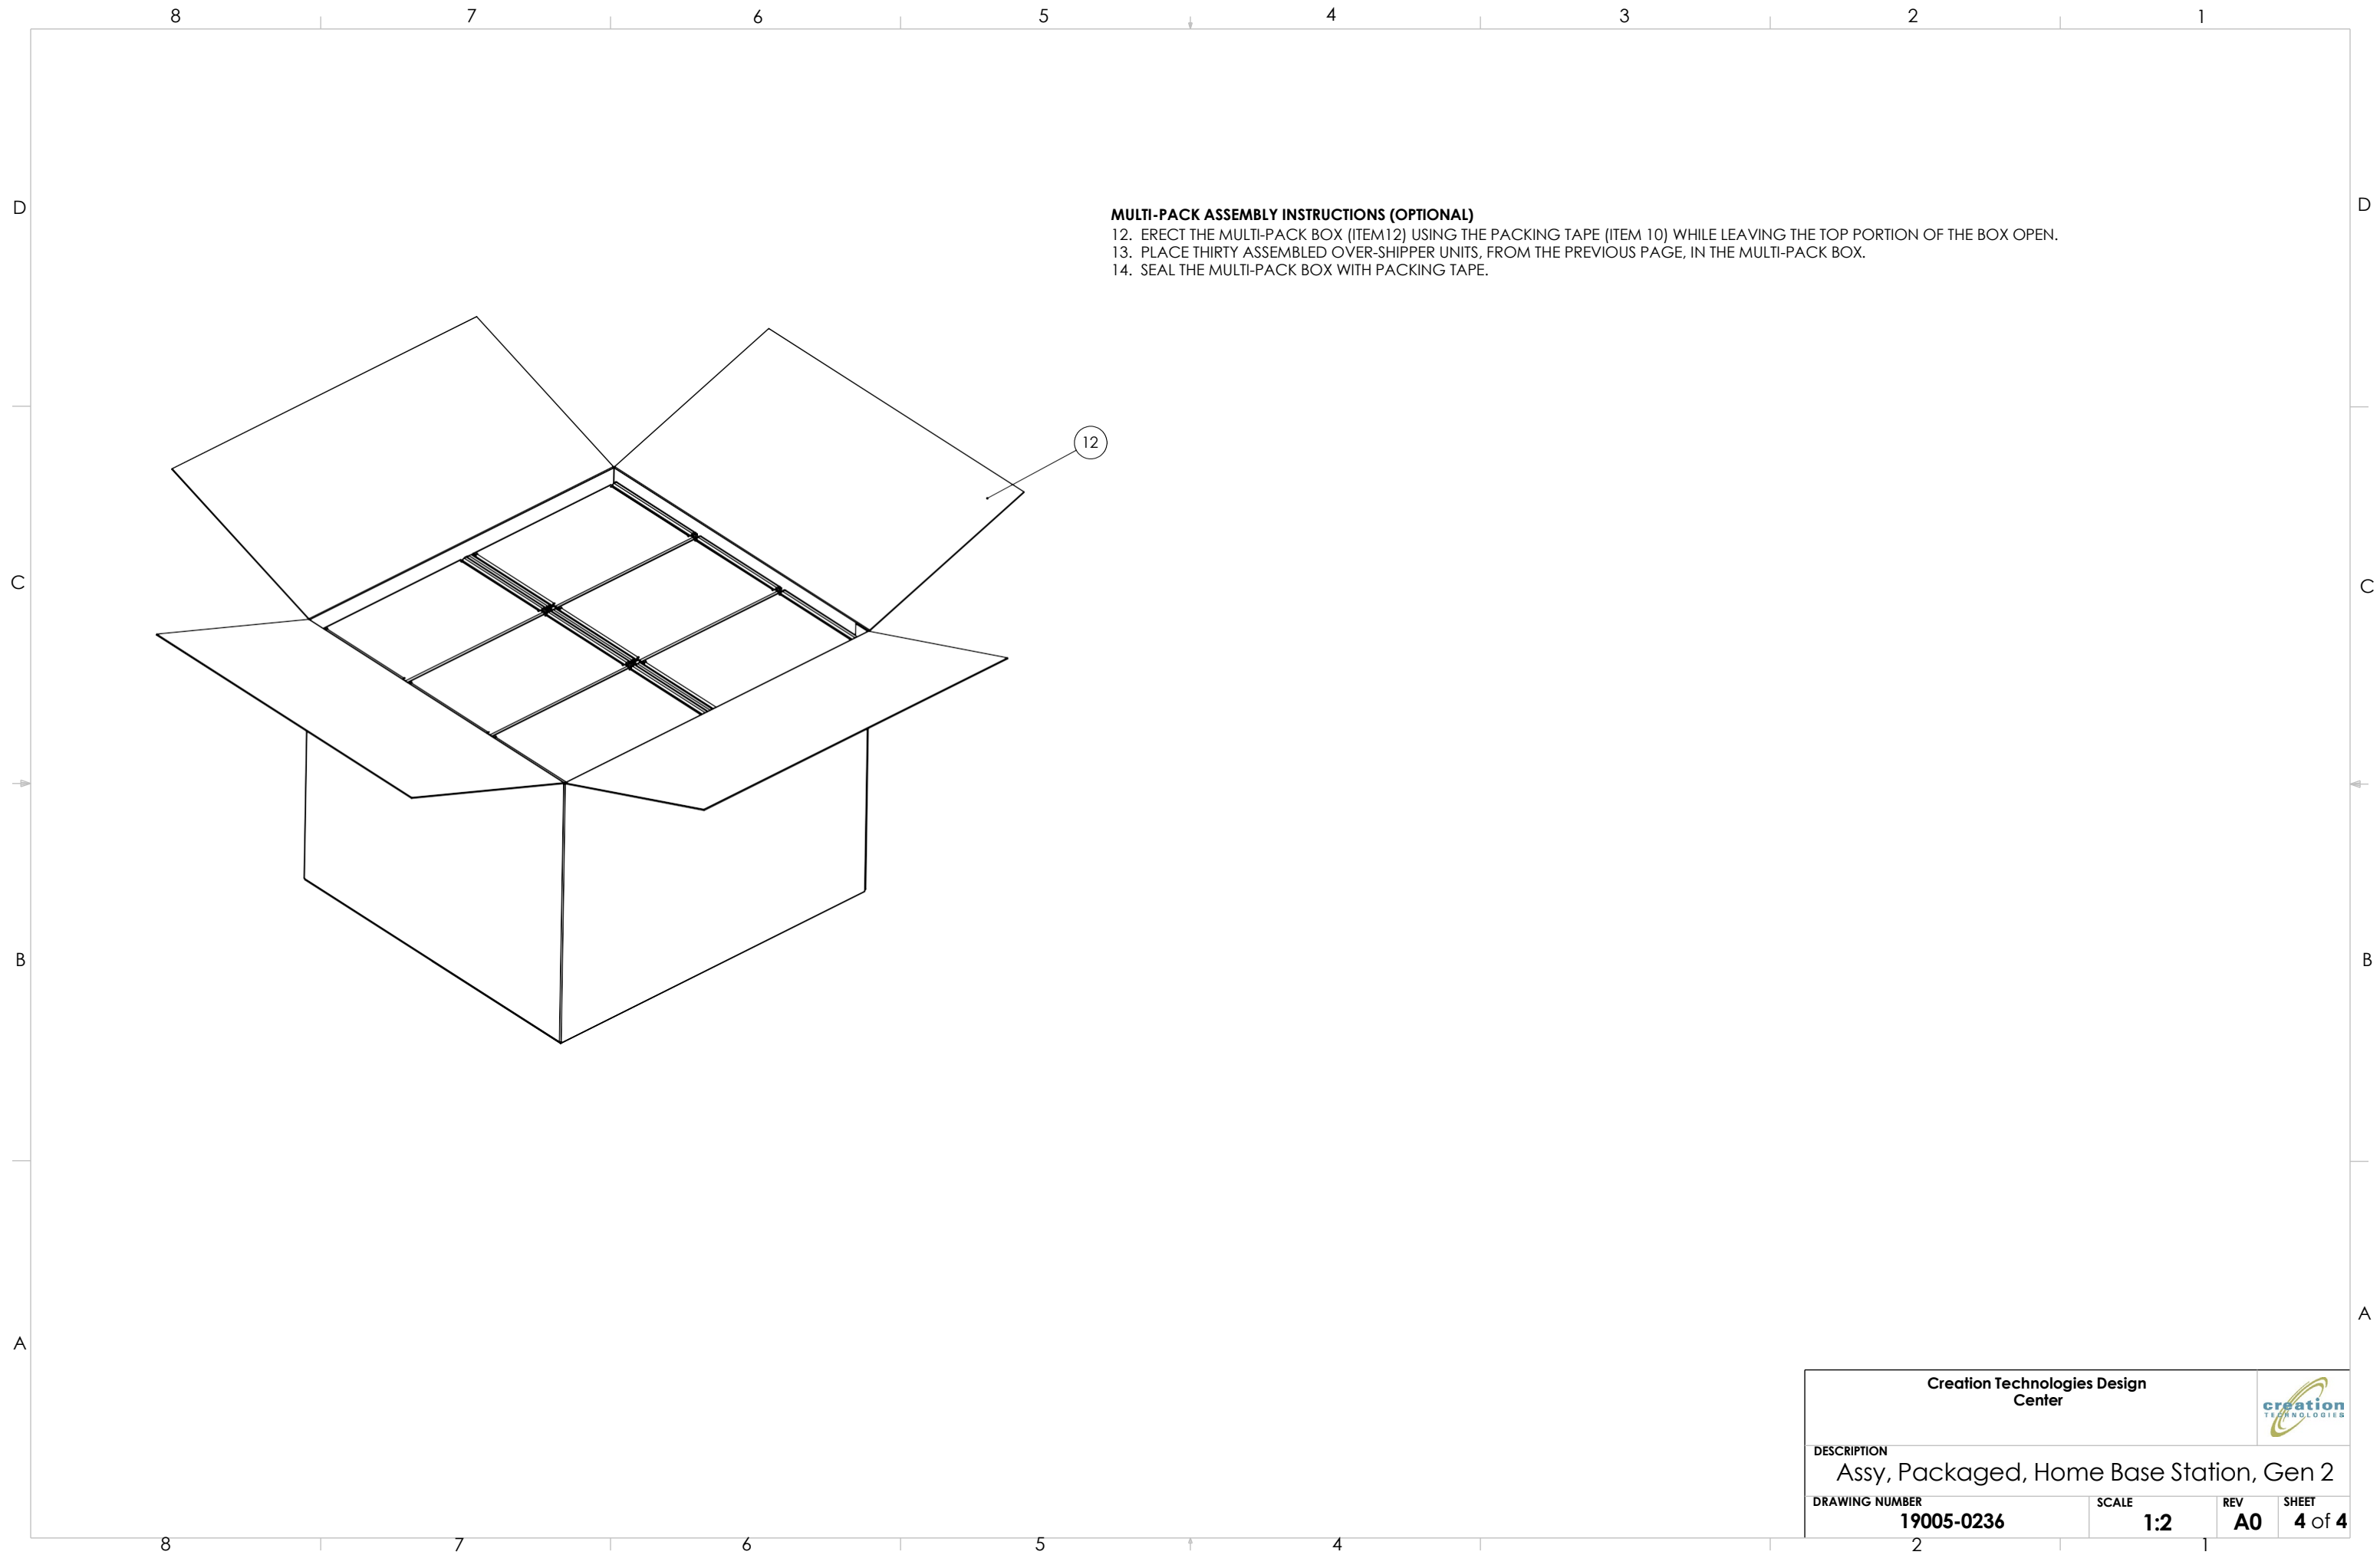 8 7 6 5 4 3 2 1
D D
MULTI-PACK ASSEMBLY INSTRUCTIONS (OPTIONAL)
12. ERECT THE MULTI-PACK BOX (ITEM12) USING THE PACKING TAPE (ITEM 10) WHILE LEAVING THE TOP PORTION OF THE BOX OPEN.
13. PLACE THIRTY ASSEMBLED OVER-SHIPPER UNITS, FROM THE PREVIOUS PAGE, IN THE MULTI-PACK BOX.
14. SEAL THE MULTI-PACK BOX WITH PACKING TAPE.
12
C C
B B
A A
Creation Technologies Design
Center
creation
TECHNOLOGIES
DESCRIPTION
Assy, Packaged, Home Base Station, Gen 2
DRAWING NUMBER SCALE REV SHEET
19005-0236 1:2 A0 4 of 4
8 7 6 5 4 2 1